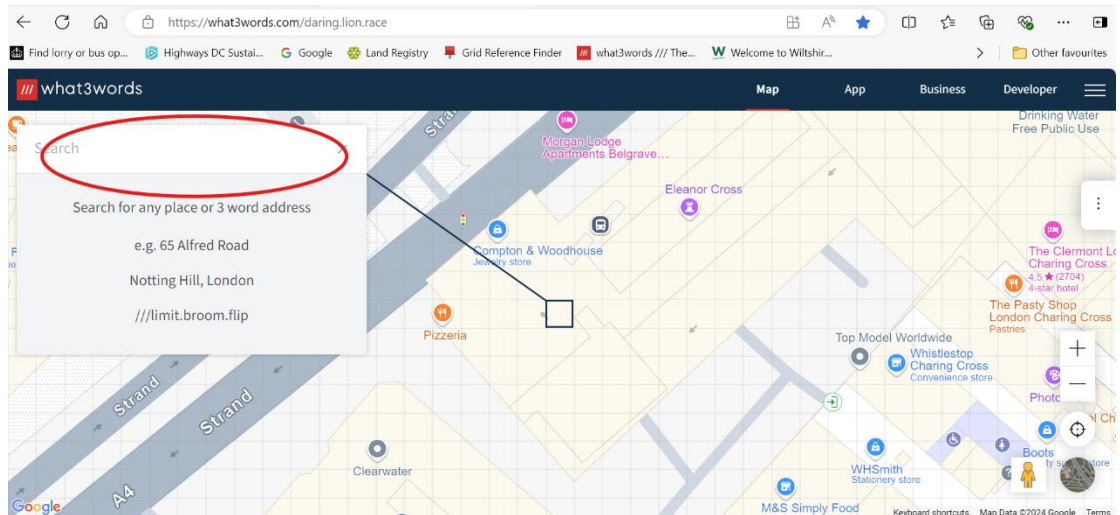 https://what3words.com/daring.lion.race
Find lorry or bus op...
Highways DC Sustai...
Google
Land Registry
Grid Reference Finder
what3words /// The...
Welcome to Wiltshir...
Other favourites
/// what3words
Map
App
Business
Developer
Search
Search for any place or 3 word address
e.g. 65 Alfred Road
Notting Hill, London
///limit.broom.flip
Strand
Morgan Lodge
Apartments Belgrave...
Drinking Water
Free Public Use
Eleanor Cross
Compton & Woodhouse
Jewelry store
The Clermont Lo
Charing Cross
4.5 ★ (2704)
4-star hotel
Pizzeria
The Pasty Shop
London Charing Cross
Pastries
Top Model Worldwide
Whistlestop
Charing Cross
Convenience store
Photo
Strand
Strand
Clearwater
Boots
WHSmith
Stationery store
A4
M&S Simply Food
Google
Keyboard shortcuts
Map Data ©2024 Google
Terms